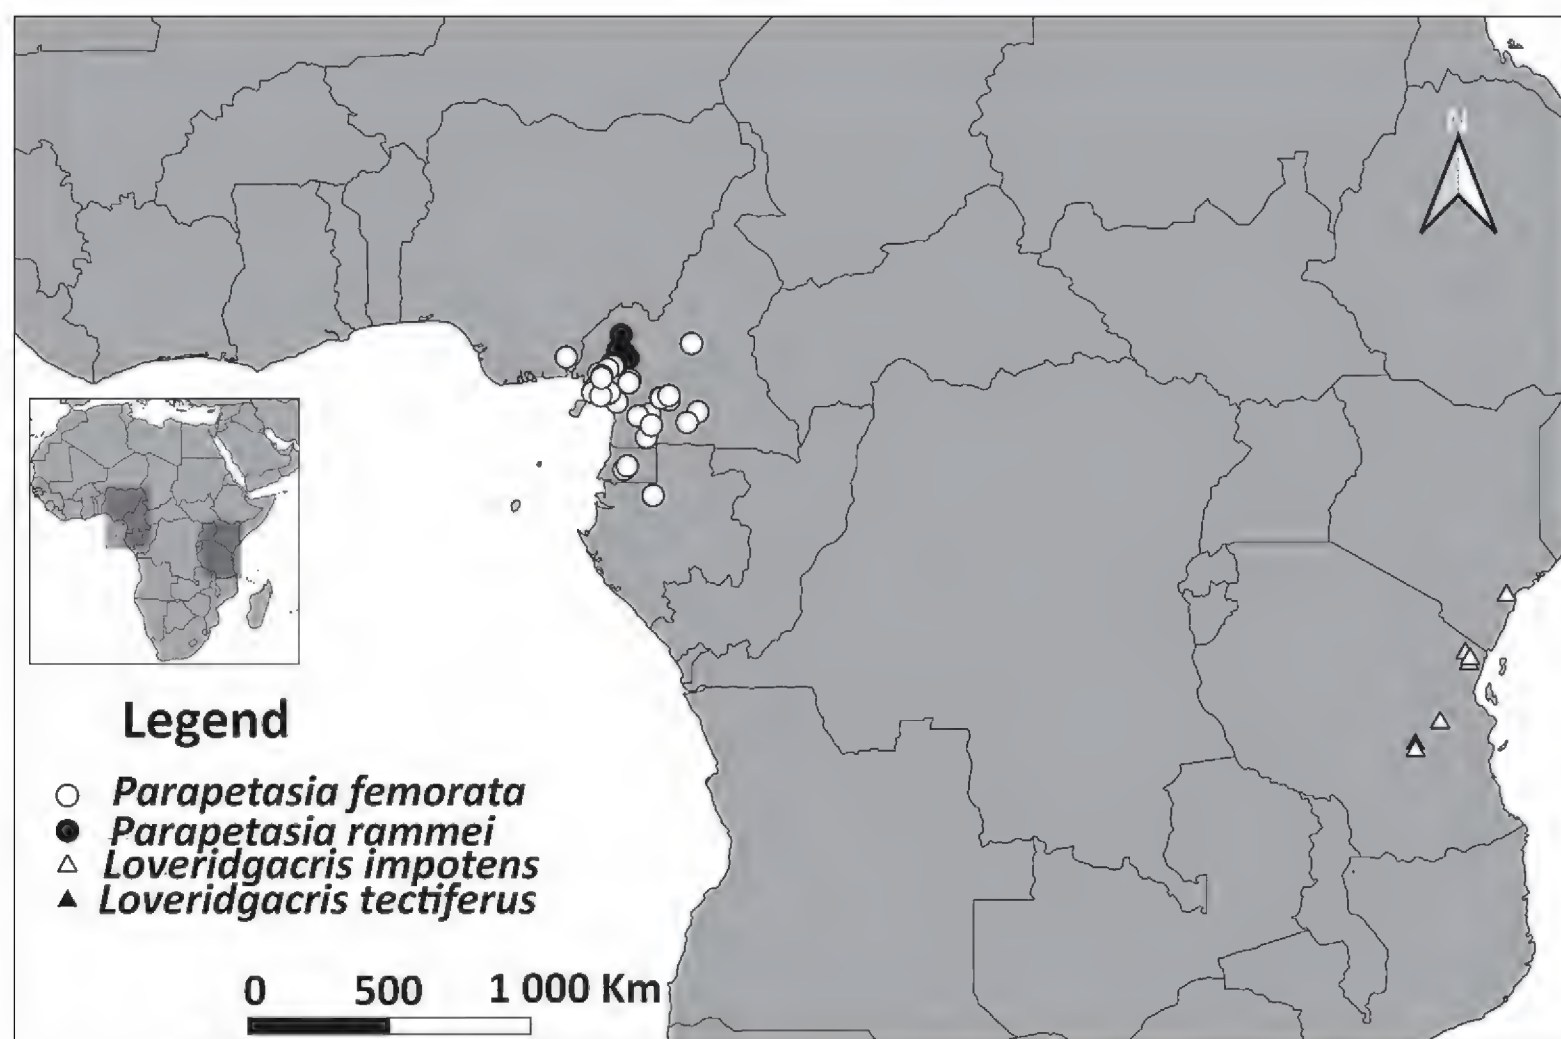 N
Legend
Parapetasia femorata
Parapetasia rammei
Loveridgacris impotens
Loveridgacris tectiferus
0 500 1 000 Km